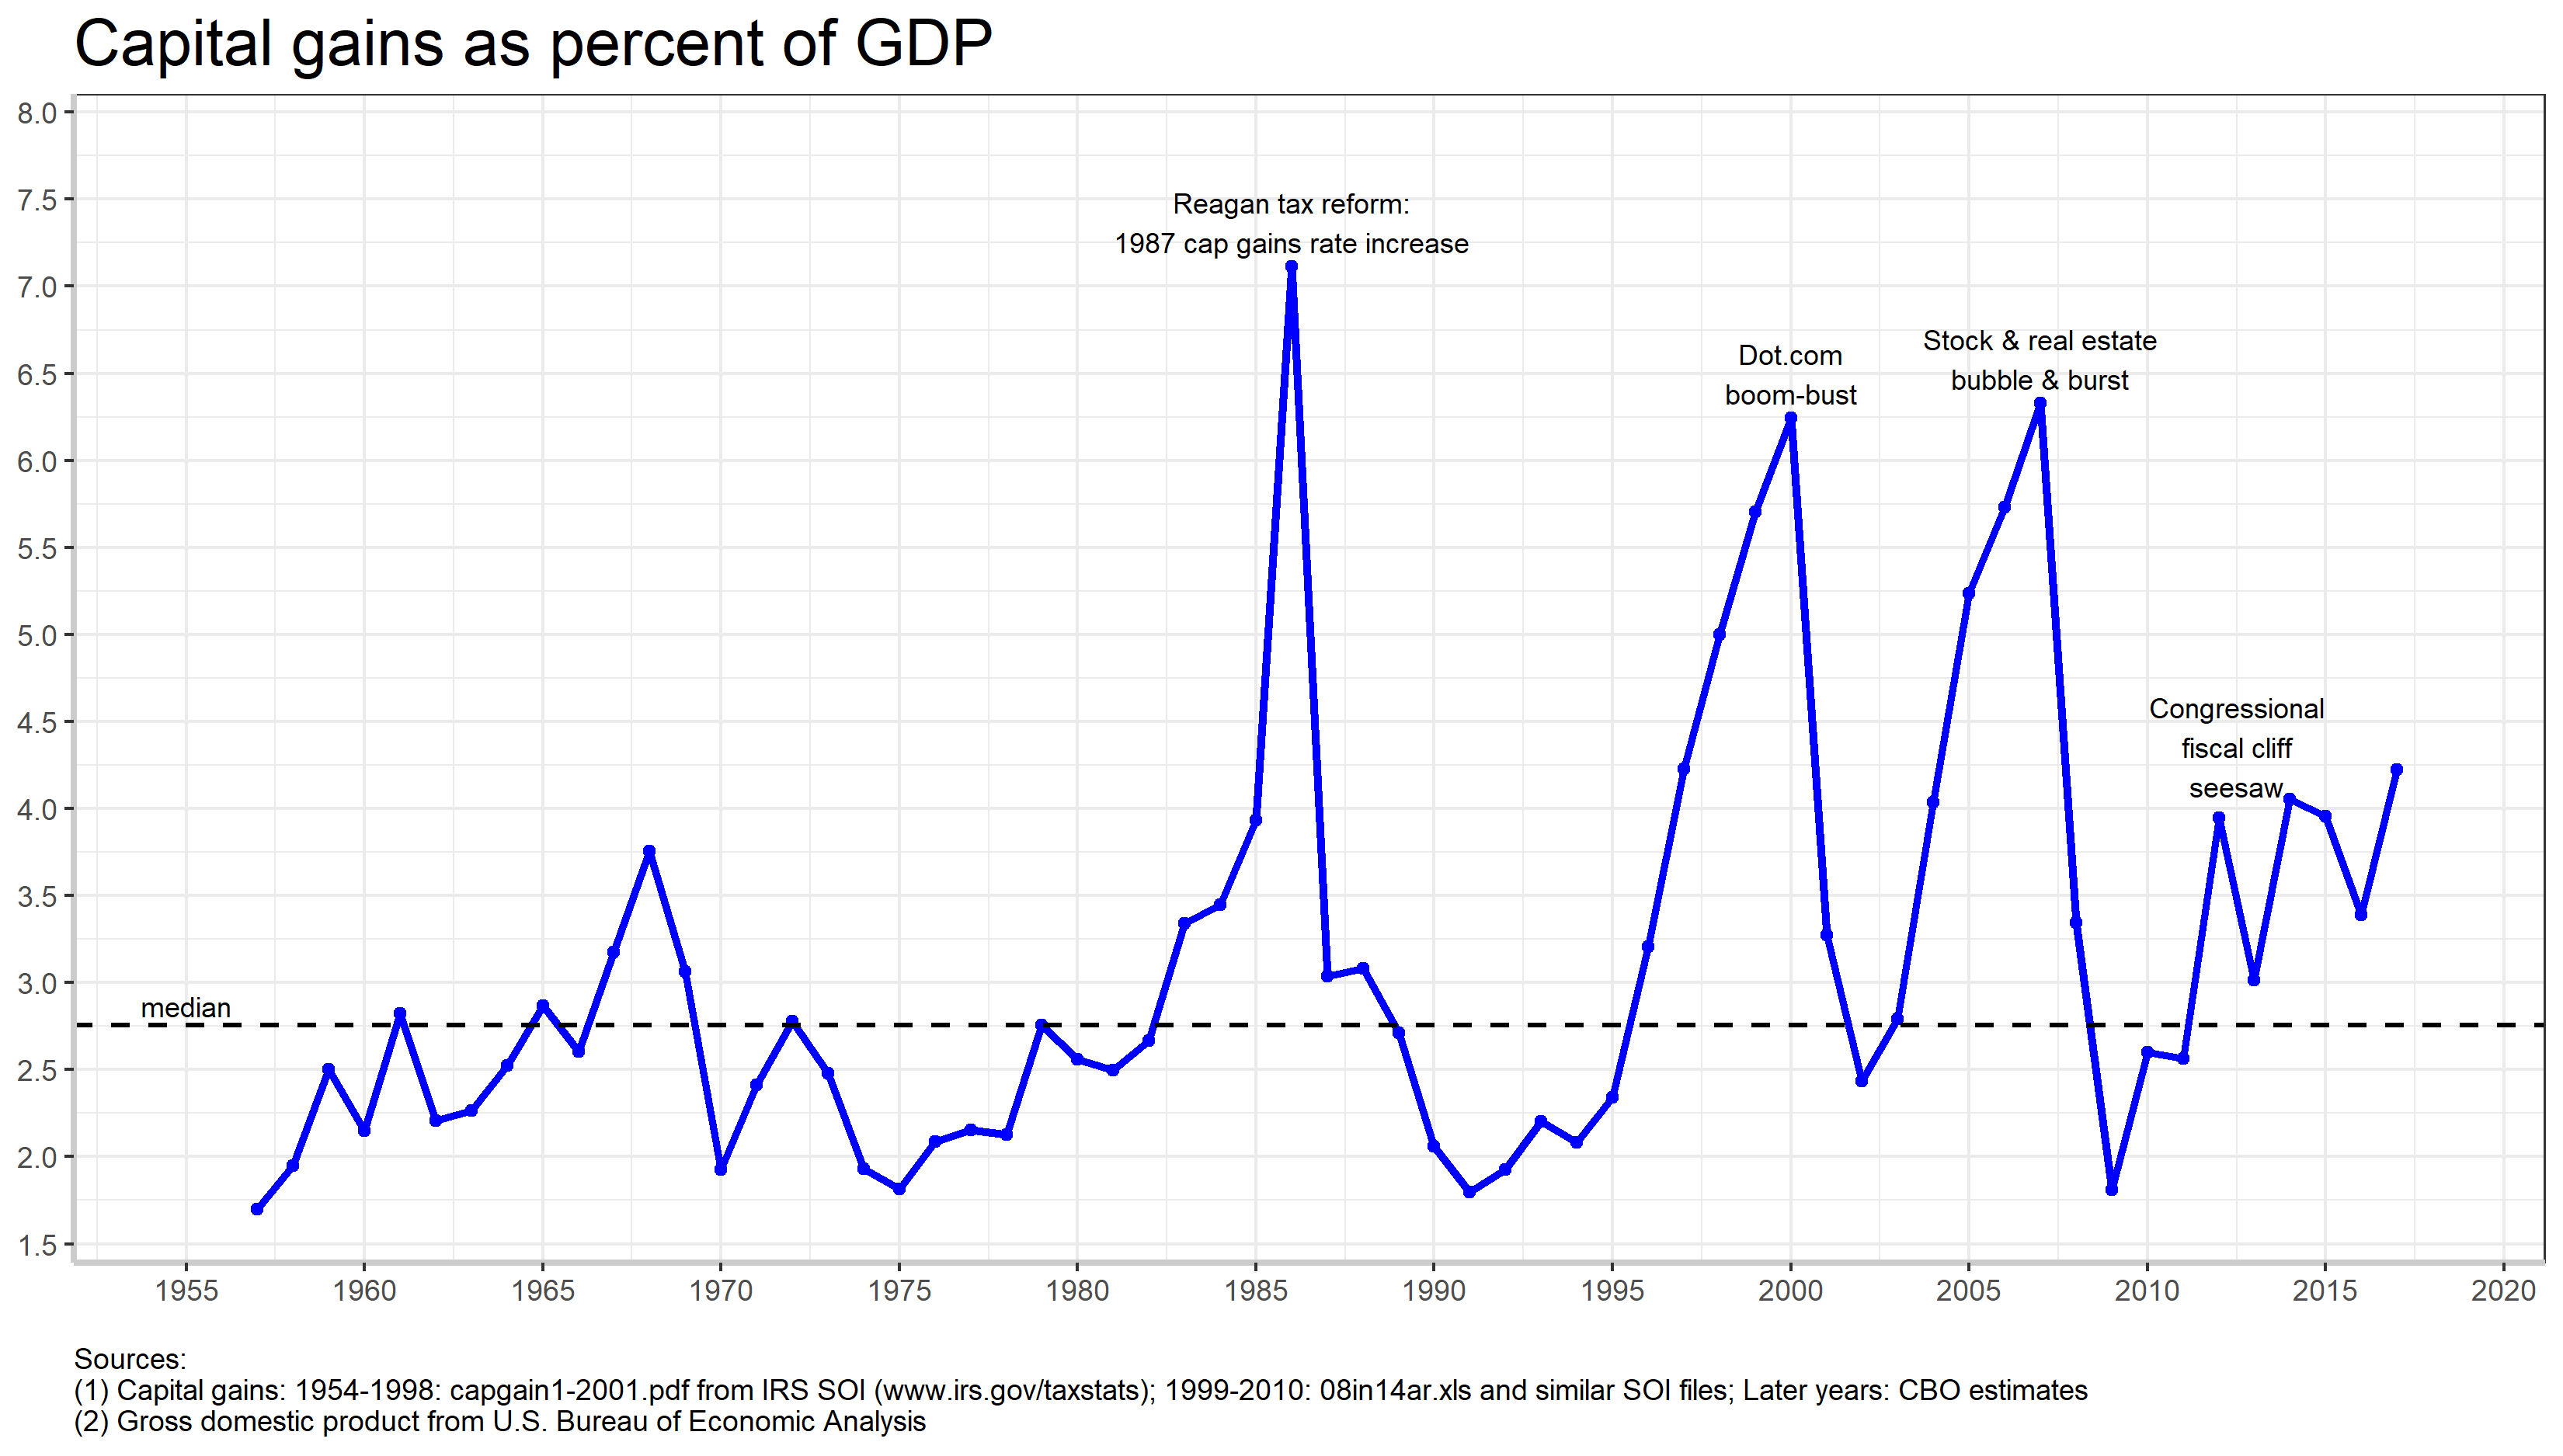 Capital gains as percent of GDP
8.0
7.5
7.0
6.5
6.0
5.5
5.0
4.5
4.0
3.5
3.0
2.5
2.0
1.5
Reagan tax reform:
1987 cap gains rate increase
Dot.com
boom-bust
Stock & real estate
bubble & burst
Congressional
fiscal cliff
seesaw
median
1955 1960 1965 1970 1975 1980 1985 1990 1995 2000 2005 2010 2015 2020
Sources:
(1) Capital gains: 1954-1998: capgain1-2001.pdf from IRS SOI (www.irs.gov/taxstats); 1999-2010: 08in14ar.xls and similar SOI files; Later years: CBO estimates
(2) Gross domestic product from U.S. Bureau of Economic Analysis